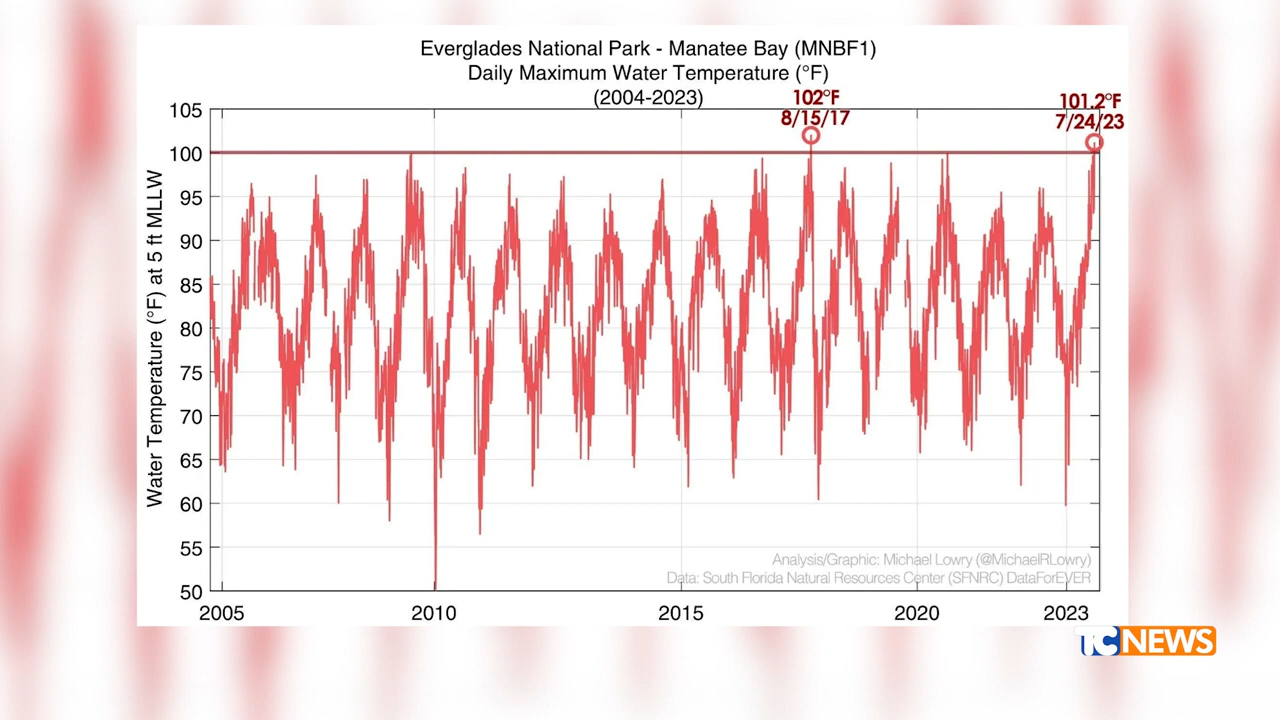 Everglades National Park - Manatee Bay (MNBF1)
Daily Maximum Water Temperature (°F)
(2004-2023)
102°F
8/15/17
101.2°F
7/24/23
Water Temperature (°F) at 5 ft MLLW
105
100
95
90
85
80
75
70
65
60
55
50
2005
2010
2015
2020
2023
Analysis/Graphic: Michael Lowry (@MichaelRLowry)
Data: South Florida Natural Resources Center (SFNRC) DataForEVER
TC NEWS